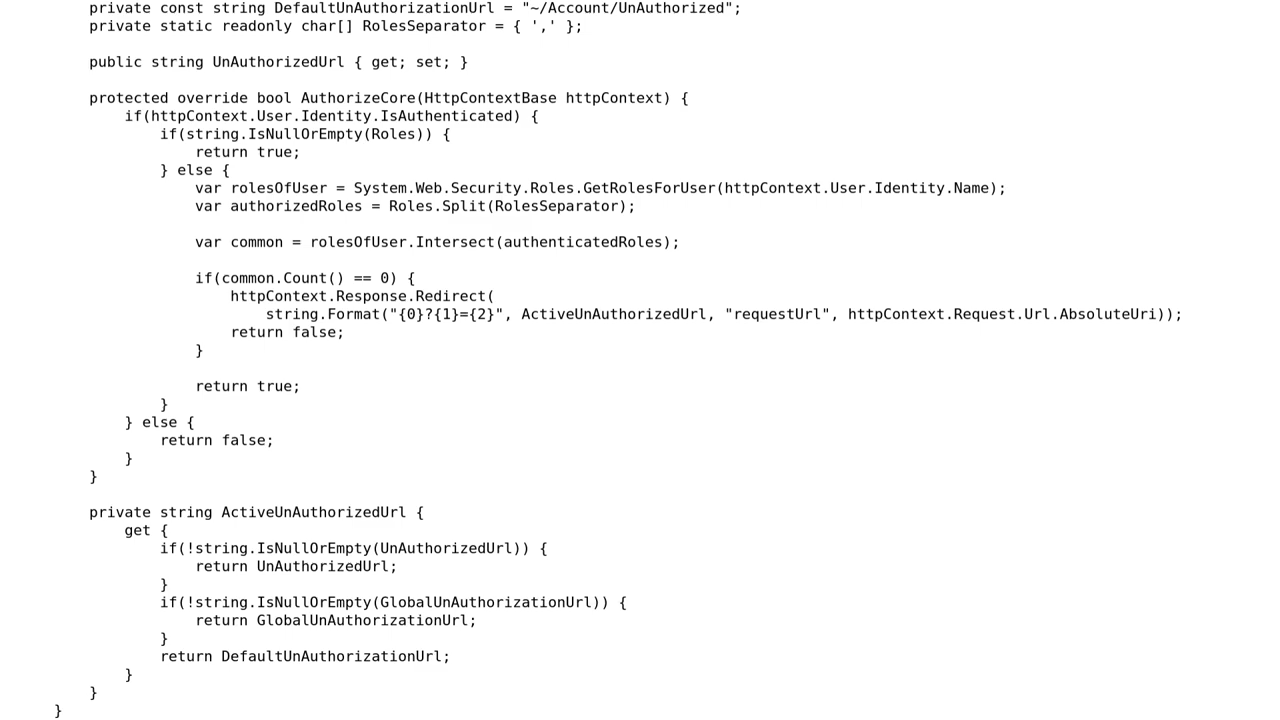 private const string DefaultUnAuthorizationUrl = "~/Account/UnAuthorized";
private static readonly char[] RolesSeparator = { ',' };
public string UnAuthorizedUrl { get; set; }
protected override bool AuthorizeCore(HttpContextBase httpContext) {
if(httpContext.User.Identity.IsAuthenticated) {
if(string.IsNullOrEmpty(Roles)) {
return true;
} else {
var rolesOfUser = System.Web.Security.Roles.GetRolesForUser(httpContext.User.Identity.Name);
var authorizedRoles = Roles.Split(RolesSeparator);
var common = rolesOfUser.Intersect(authenticatedRoles);
if(common.Count() == 0) {
httpContext.Response.Redirect(
string.Format("{0}?{1}={2}", ActiveUnAuthorizedUrl, "requestUrl", httpContext.Request.Url.AbsoluteUri));
return false;
}
return true;
}
} else {
return false;
}
}
private string ActiveUnAuthorizedUrl {
get {
if(!string.IsNullOrEmpty(UnAuthorizedUrl)) {
return UnAuthorizedUrl;
}
if(!string.IsNullOrEmpty(GlobalUnAuthorizationUrl)) {
return GlobalUnAuthorizationUrl;
}
return DefaultUnAuthorizationUrl;
}
}
}